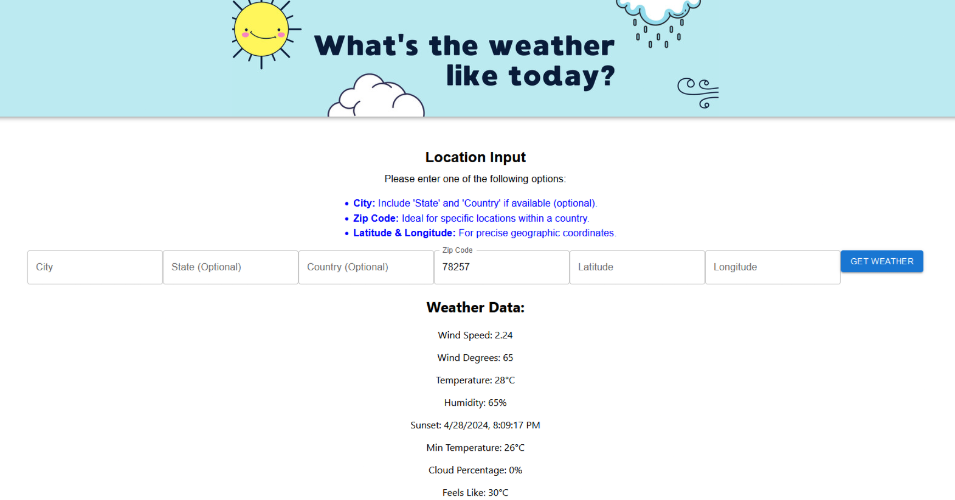 What's the weather
like today?
Location Input
Please enter one of the following options:
• City: Include 'State' and 'Country' if available (optional).
• Zip Code: Ideal for specific locations within a country.
• Latitude & Longitude: For precise geographic coordinates.
Zip Code
City State (Optional) Country (Optional) 78257 Latitude Longitude GET WEATHER
Weather Data:
Wind Speed: 2.24
Wind Degrees: 65
Temperature: 28°C
Humidity: 65%
Sunset: 4/28/2024, 8:09:17 PM
Min Temperature: 26°C
Cloud Percentage: 0%
Feels Like: 30°C